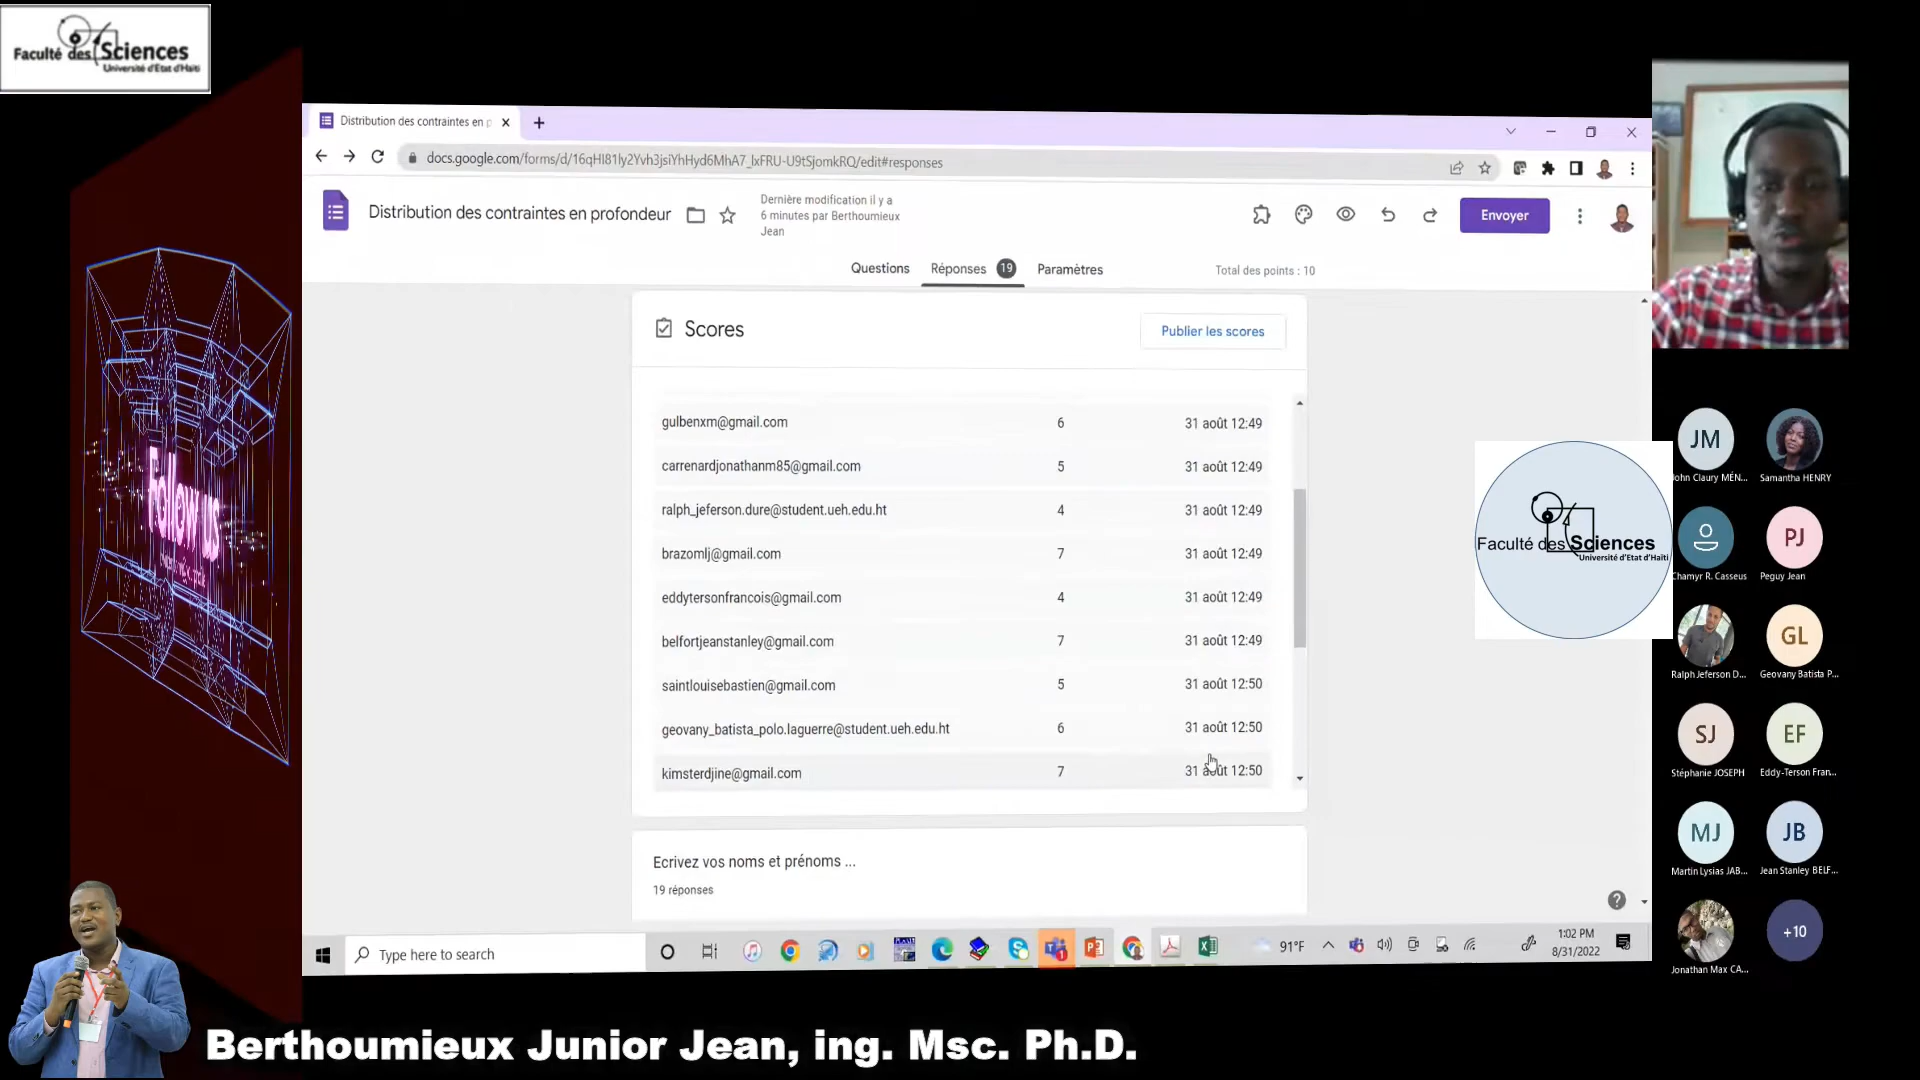 Faculté des Sciences
Université d'Etat d'Haïti
Follow us
Distribution des contraintes en p
docs.google.com/forms/d/16qHI81ly2Yvh3jsiYhHyd6MhA7_lxFRU-U9tSjomkRQ/edit#responses
Distribution des contraintes en profondeur
Dernière modification il y a
6 minutes par Berthoumieux
Jean
Envoyer
Questions
Réponses 19
Paramètres
Total des points : 10
Scores
Publier les scores
gulbenxm@gmail.com 6 31 août 12:49
carrenardjonathanm85@gmail.com 5 31 août 12:49
ralph_jeferson.dure@student.ueh.edu.ht 4 31 août 12:49
brazomlj@gmail.com 7 31 août 12:49
eddytersonfrancois@gmail.com 4 31 août 12:49
belfortjeanstanley@gmail.com 7 31 août 12:49
saintlouisebastien@gmail.com 5 31 août 12:50
geovany_batista_polo.laguerre@student.ueh.edu.ht 6 31 août 12:50
kimsterdjine@gmail.com 7 31 août 12:50
Ecrivez vos noms et prénoms ...
19 réponses
Type here to search
91°F
1:02 PM
8/31/2022
Faculté des Sciences
Université d'Etat d'Haïti
JM
John Claury MÉN...
Samantha HENRY
Chamyr R. Casseus
PJ
Peguy Jean
Ralph Jeferson D...
GL
Geovany Batista P...
SJ
Stéphanie JOSEPH
EF
Eddy-Terson Fran...
MJ
Martin Lysias JAB...
JB
Jean Stanley BELF...
Jonathan Max CA...
+10
Berthoumieux Junior Jean, ing. Msc. Ph.D.